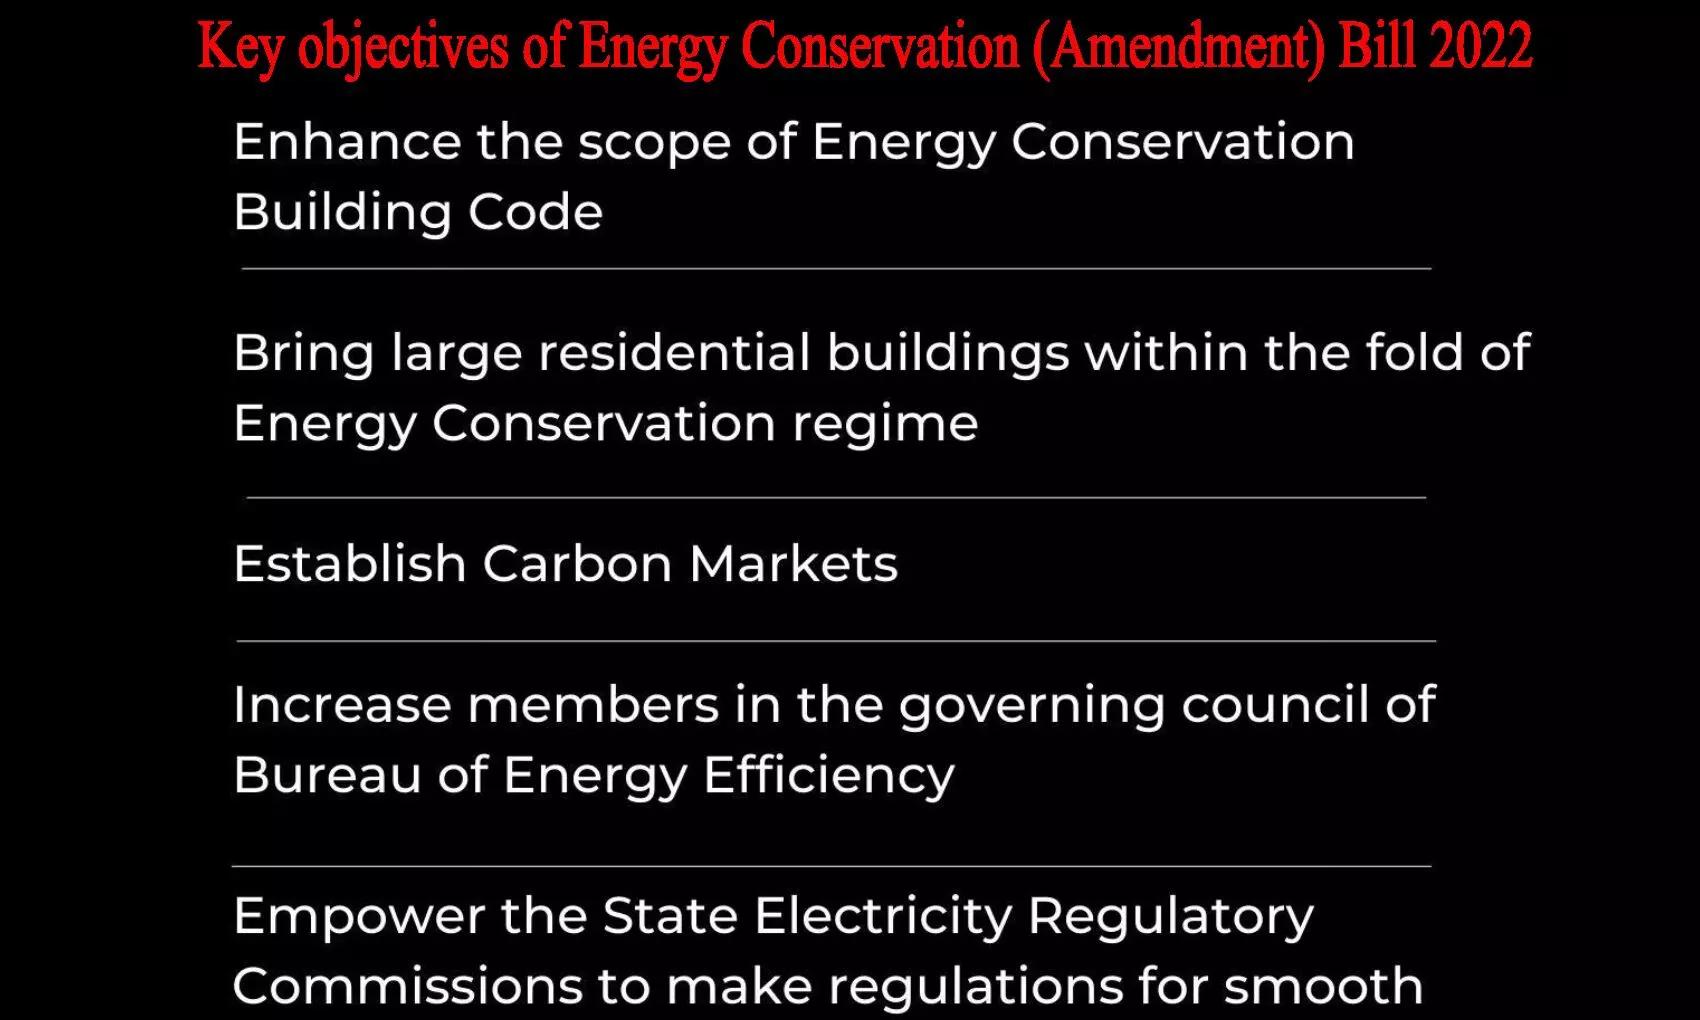 Key objectives of Energy Conservation (Amendment) Bill 2022
Enhance the scope of Energy Conservation
Building Code
Bring large residential buildings within the fold of
Energy Conservation regime
Establish Carbon Markets
Increase members in the governing council of
Bureau of Energy Efficiency
Empower the State Electricity Regulatory
Commissions to make regulations for smooth